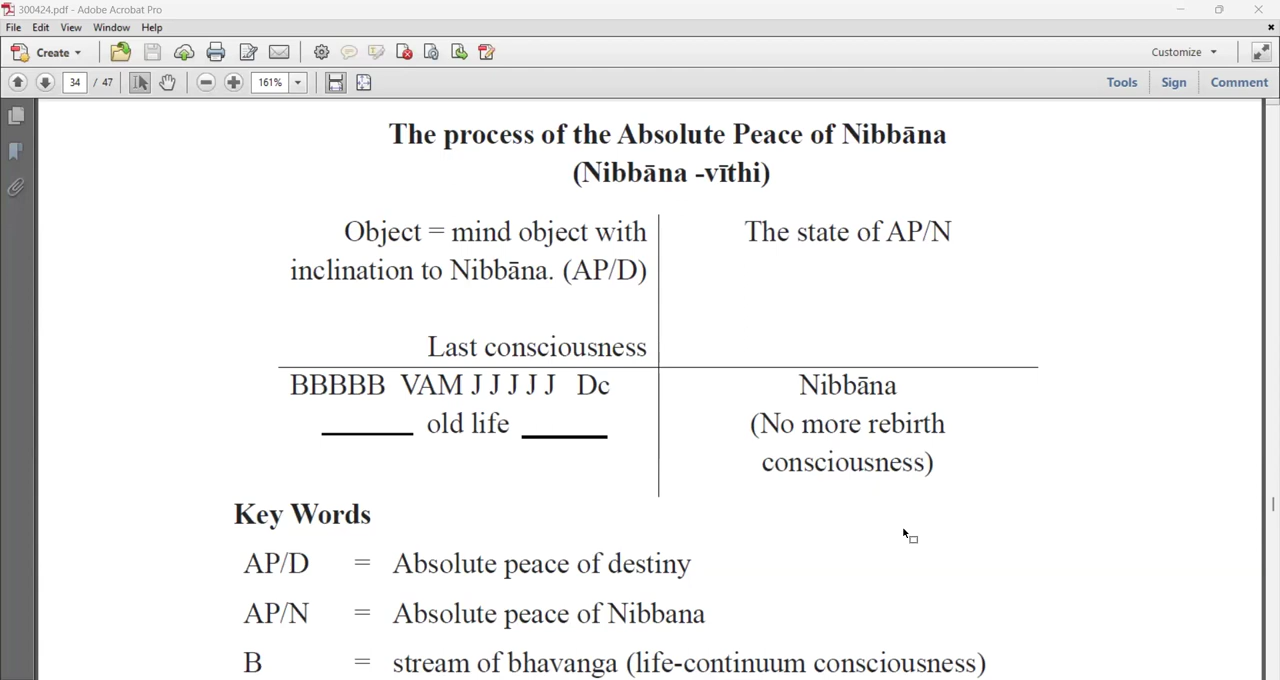 300424.pdf - Adobe Acrobat Pro
File Edit View Window Help
Create
34 / 47 161% Customize
Tools Sign Comment
The process of the Absolute Peace of Nibbāna
(Nibbāna -vīthi)
Object = mind object with
inclination to Nibbāna. (AP/D)
The state of AP/N
Last consciousness
BBBBB VAM J J J J J Dc
old life
Nibbāna
(No more rebirth
consciousness)
Key Words
AP/D = Absolute peace of destiny
AP/N = Absolute peace of Nibbana
B = stream of bhavanga (life-continuum consciousness)